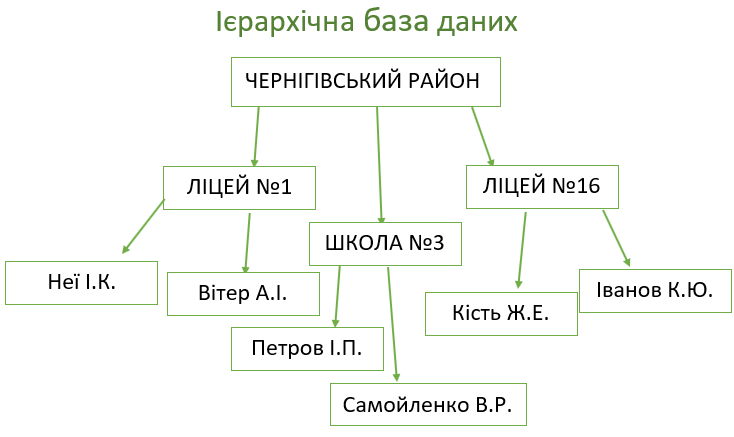 Ієрархічна база даних
ЧЕРНІГІВСЬКИЙ РАЙОН
ЛІЦЕЙ №1
ЛІЦЕЙ №16
ШКОЛА №3
Неї І.К.
Вітер А.І.
Іванов К.Ю.
Кість Ж.Е.
Петров І.П.
Самойленко В.Р.